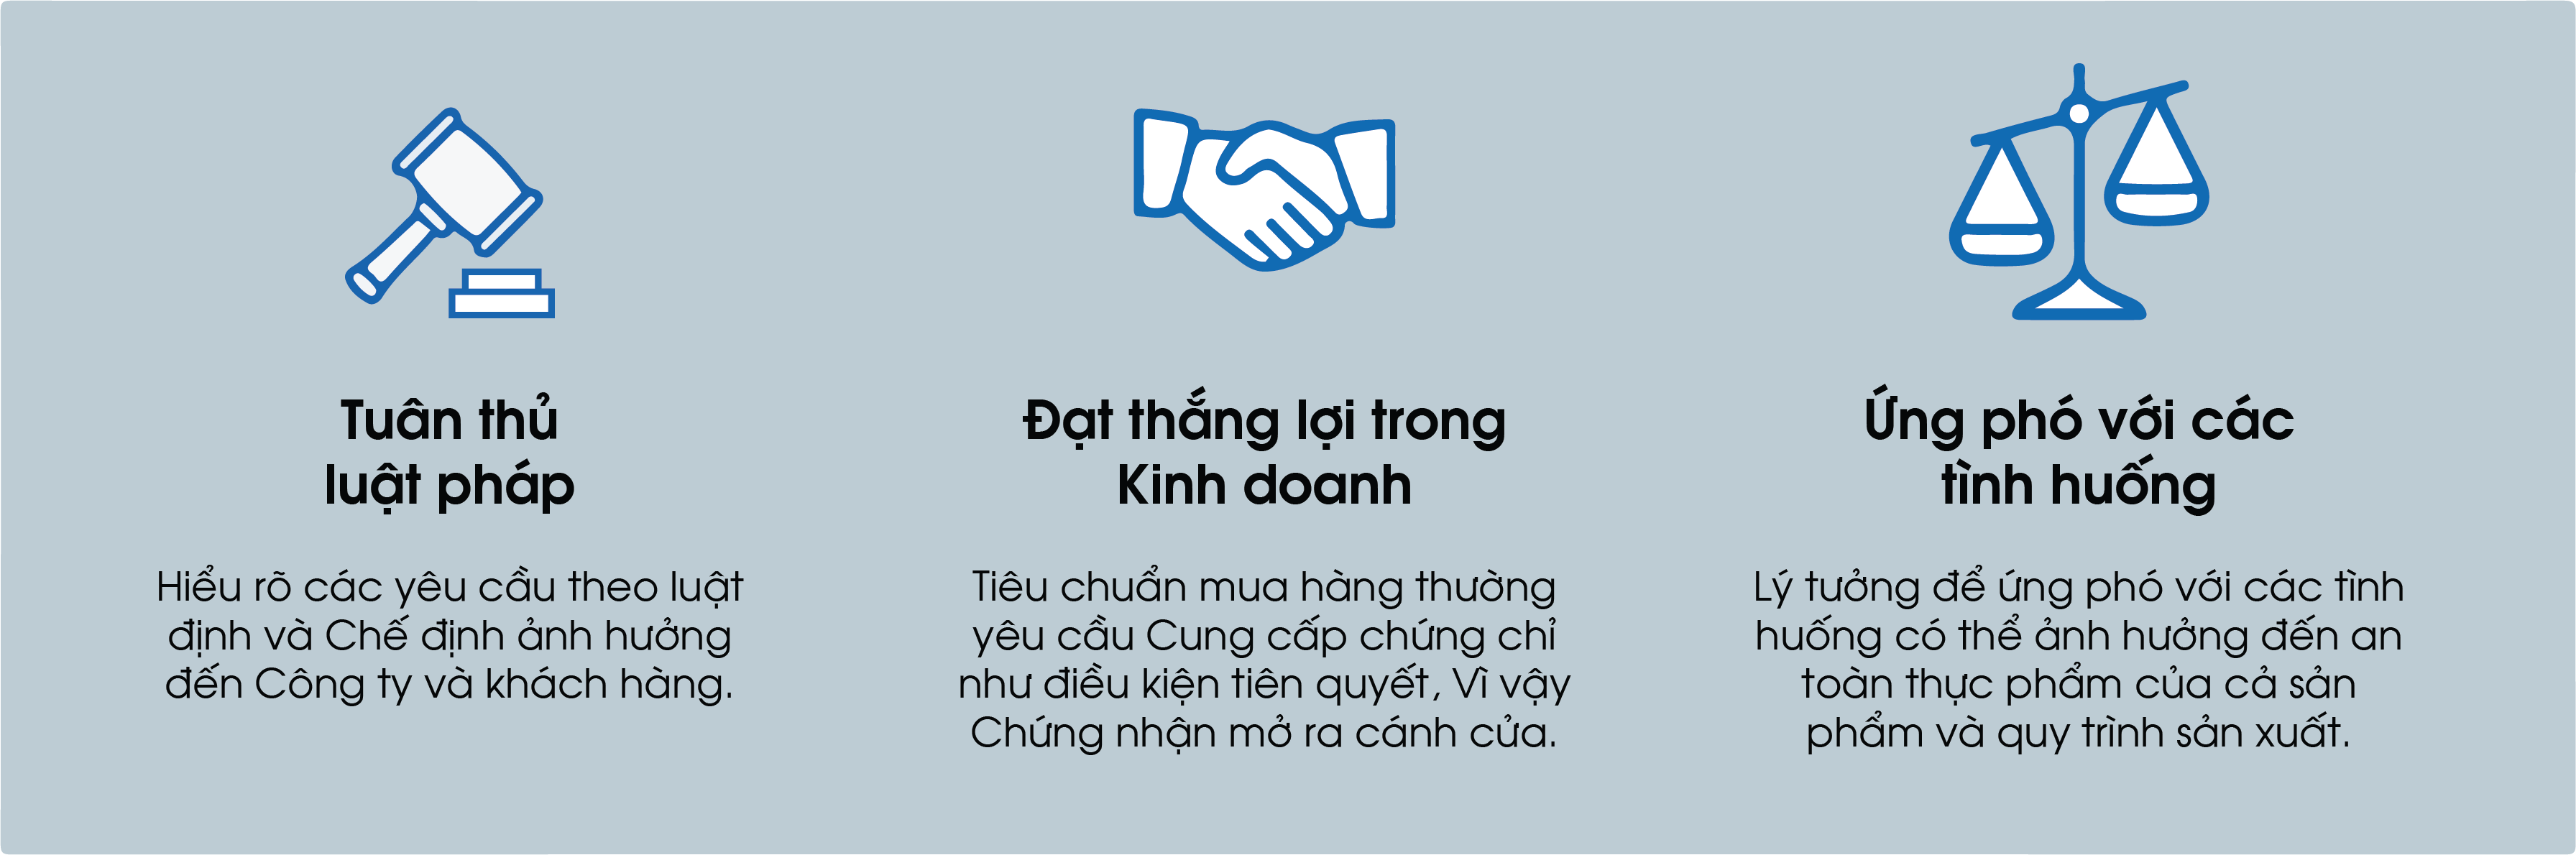 Tuân thủ
luật pháp
Hiểu rõ các yêu cầu theo luật
định và Chế định ảnh hưởng
đến Công ty và khách hàng.
Đạt thắng lợi trong
Kinh doanh
Tiêu chuẩn mua hàng thường
yêu cầu Cung cấp chứng chỉ
như điều kiện tiên quyết, Vì vậy
Chứng nhận mở ra cánh cửa.
Ứng phó với các
tình huống
Lý tưởng để ứng phó với các tình
huống có thể ảnh hưởng đến an
toàn thực phẩm của cả sản
phẩm và quy trình sản xuất.